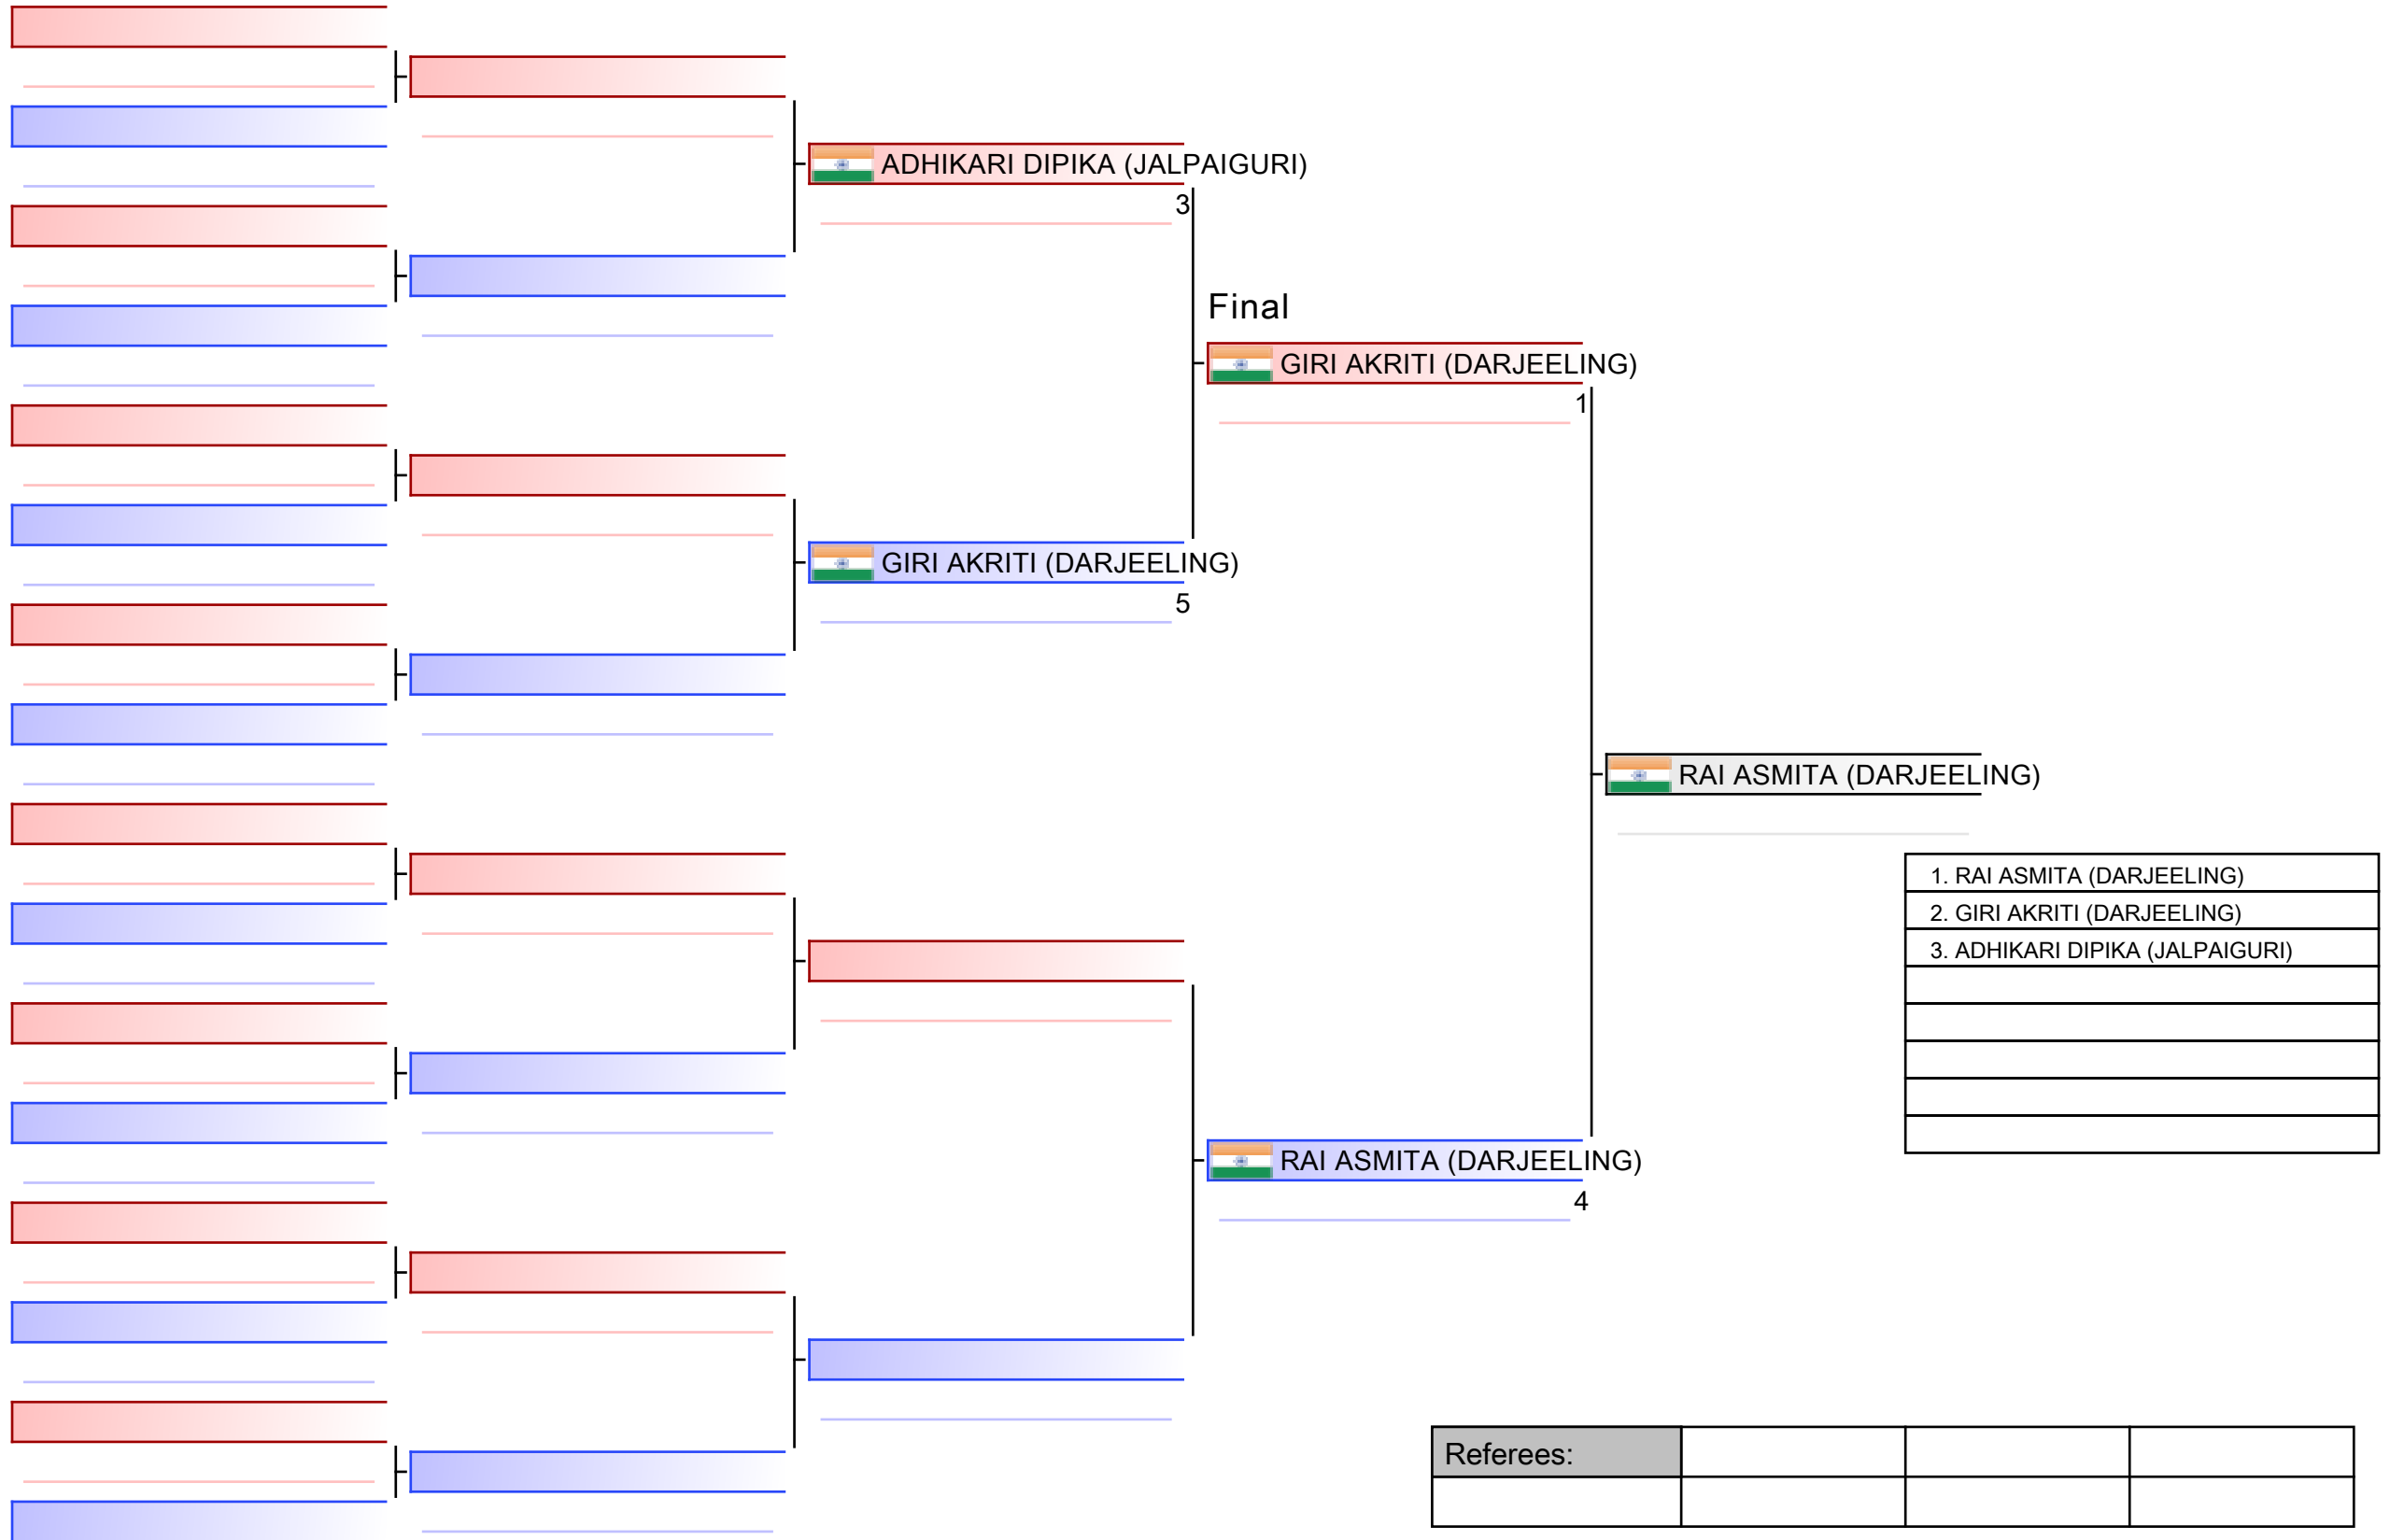 ADHIKARI DIPIKA (JALPAIGURI)
3
Final
GIRI AKRITI (DARJEELING)
1
GIRI AKRITI (DARJEELING)
5
RAI ASMITA (DARJEELING)
1. RAI ASMITA (DARJEELING)
2. GIRI AKRITI (DARJEELING)
3. ADHIKARI DIPIKA (JALPAIGURI)
RAI ASMITA (DARJEELING)
4
Referees: